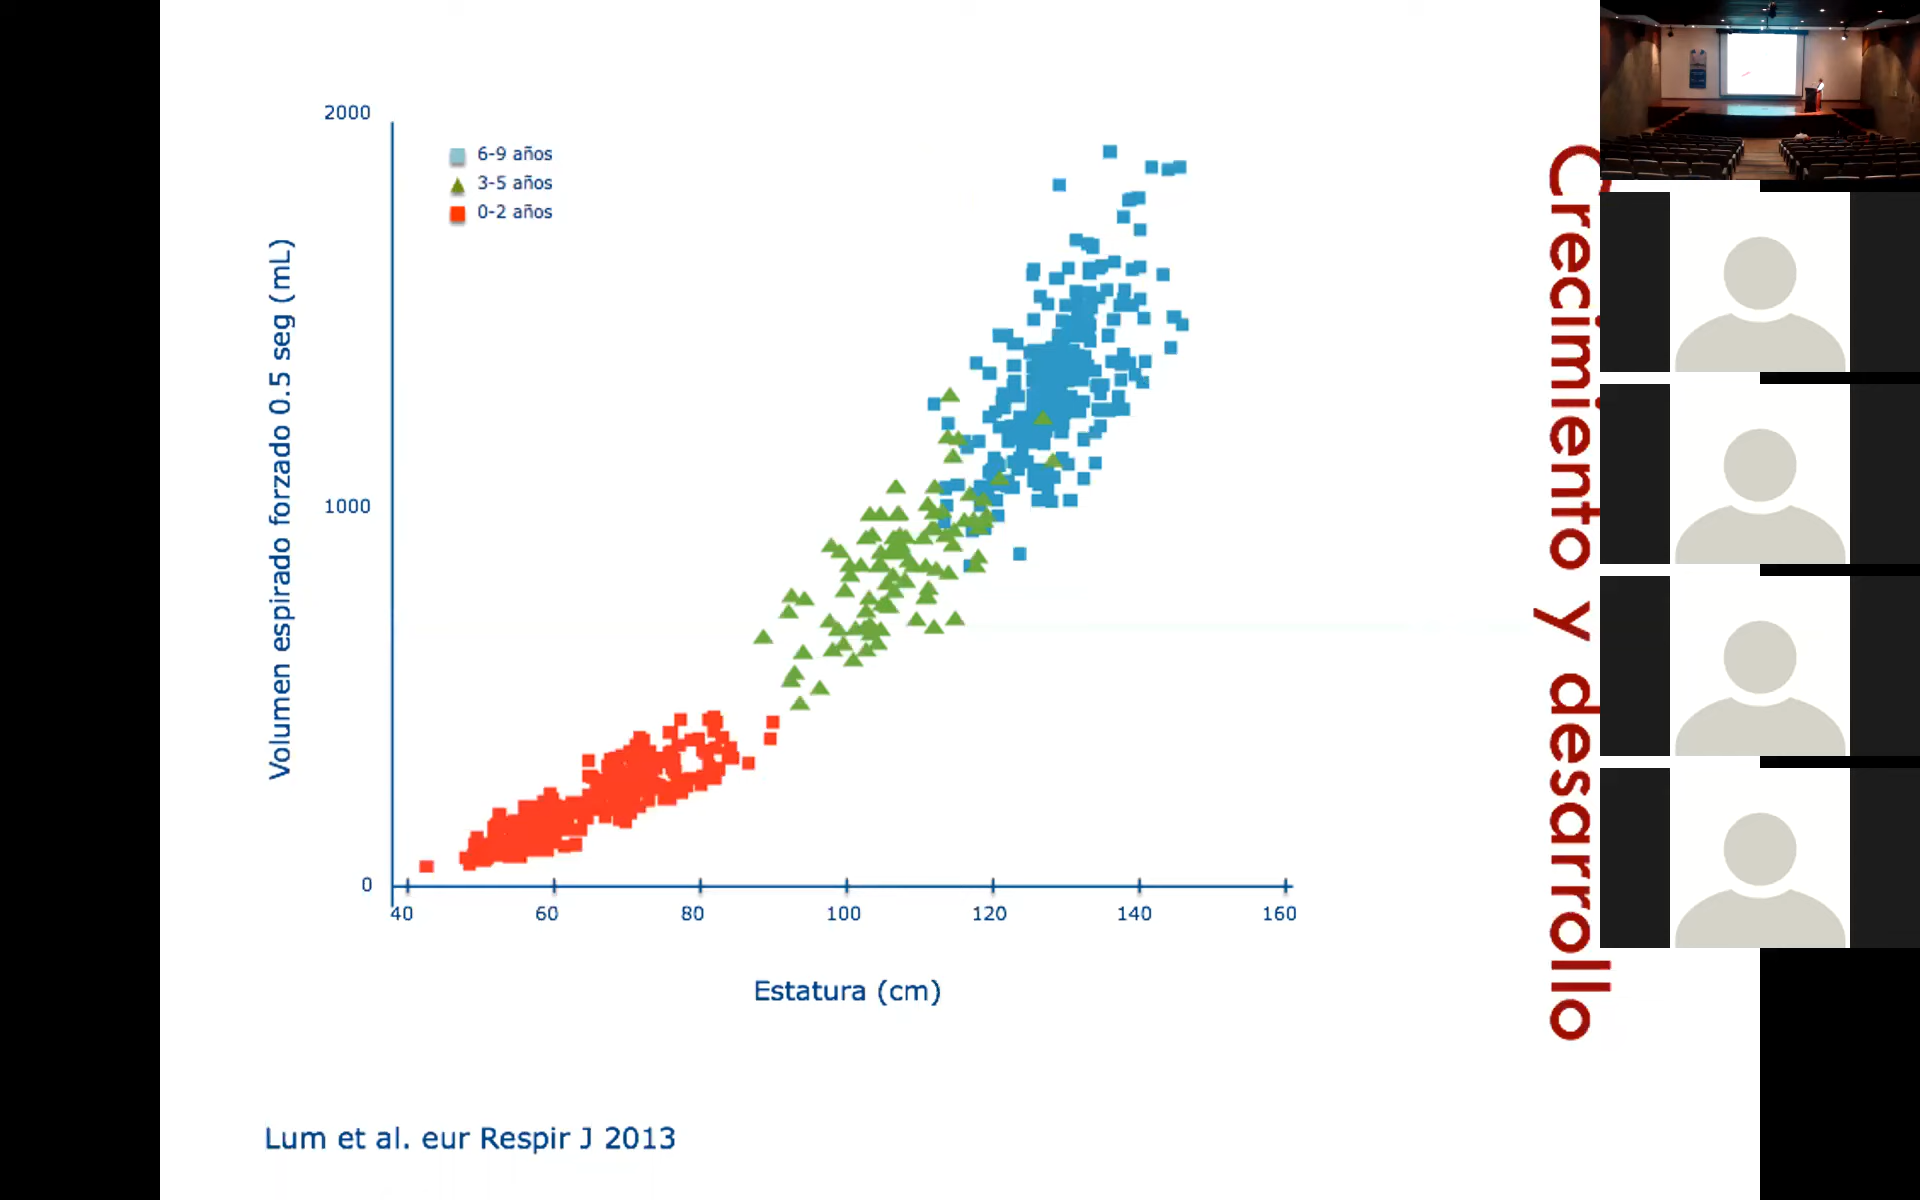 2000
6-9 años
3-5 años
0-2 años
Volumen espirado forzado 0.5 seg (mL)
1000
0
40 60 80 100 120 140 160
Estatura (cm)
Lum et al. eur Respir J 2013
Crecimiento y desarrollo